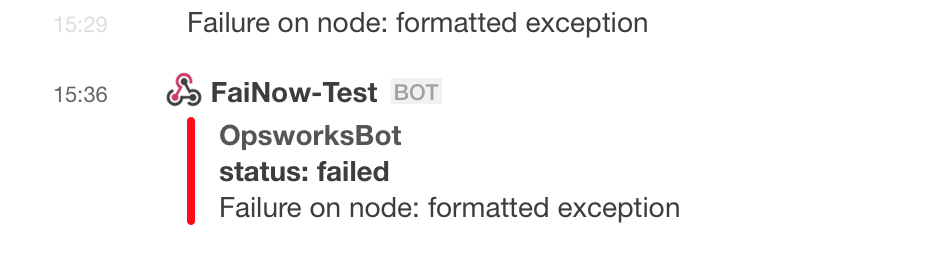 15:29 Failure on node: formatted exception
15:36 FaiNow-Test BOT
OpsworksBot
status: failed
Failure on node: formatted exception